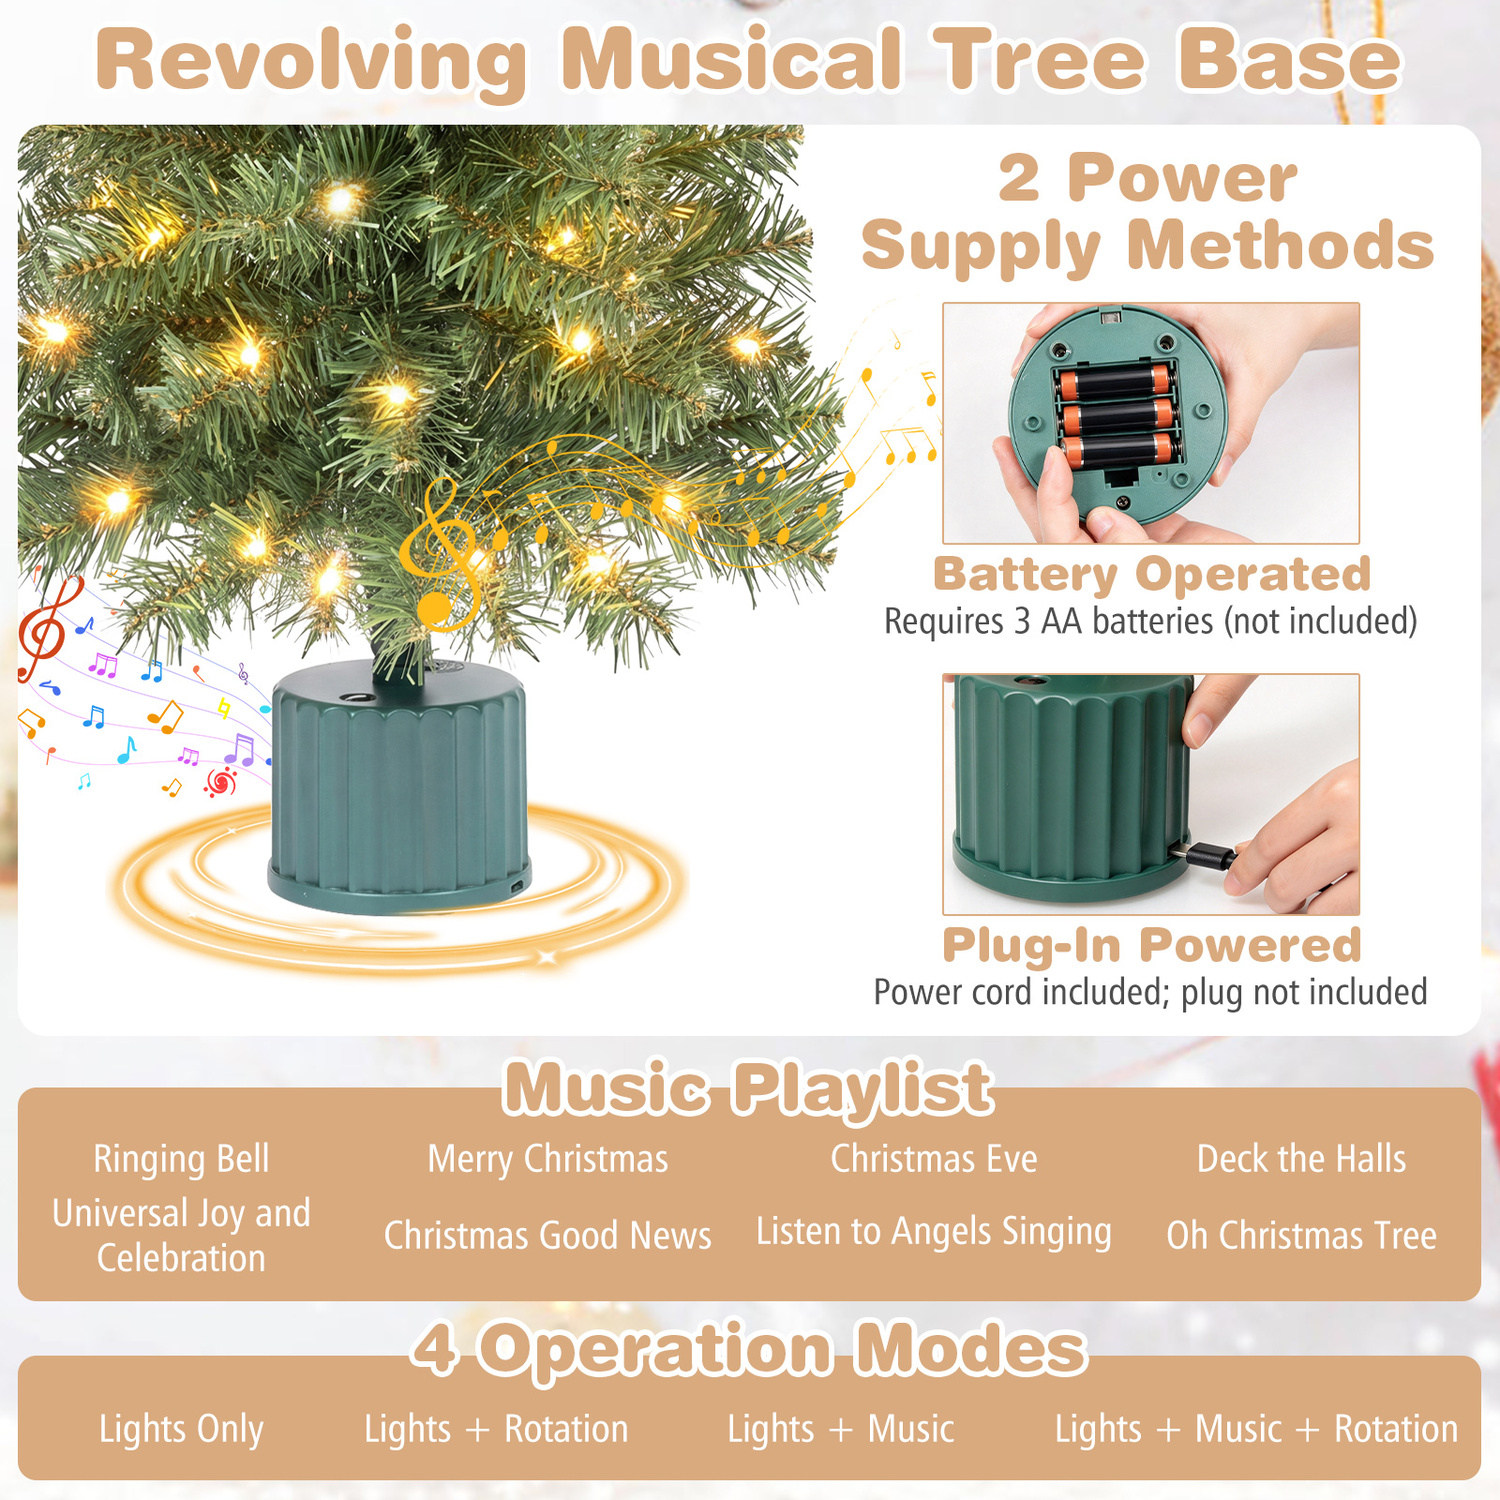 Revolving Musical Tree Base
2 Power
Supply Methods
Battery Operated
Requires 3 AA batteries (not included)
Plug-In Powered
Power cord included; plug not included
Music Playlist
Ringing Bell
Merry Christmas
Christmas Eve
Deck the Halls
Universal Joy and
Celebration
Christmas Good News
Listen to Angels Singing
Oh Christmas Tree
4 Operation Modes
Lights Only
Lights + Rotation
Lights + Music
Lights + Music + Rotation